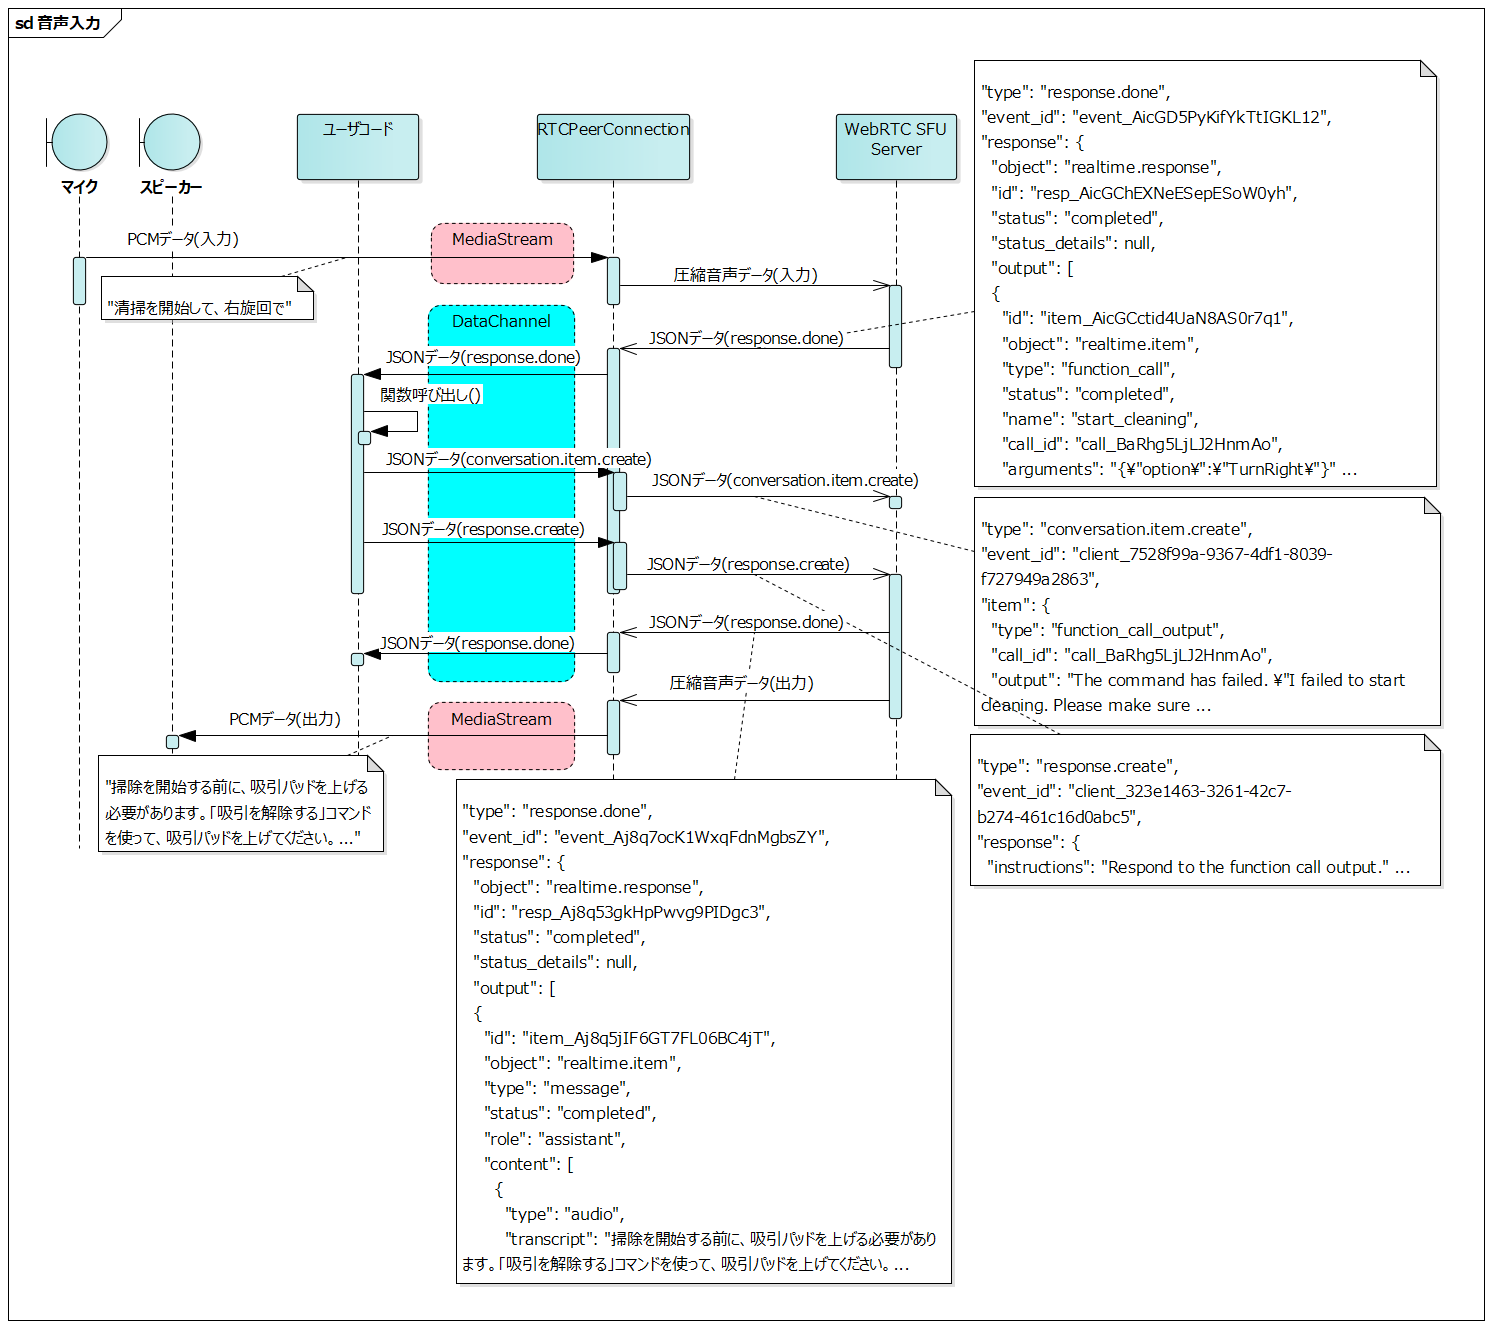 sd 音声入力
マイク
スピーカー
ユーザコード
RTCPeerConnection
WebRTC SFU
Server
PCMデータ(入力)
MediaStream
"清掃を開始して、右旋回で"
圧縮音声データ(入力)
DataChannel
JSONデータ(response.done)
JSONデータ(response.done)
関数呼び出し()
JSONデータ(conversation.item.create)
JSONデータ(conversation.item.create)
JSONデータ(response.create)
JSONデータ(response.create)
JSONデータ(response.done)
JSONデータ(response.done)
圧縮音声データ(出力)
PCMデータ(出力)
MediaStream
"掃除を開始する前に、吸引パッドを上げる
必要があります。「吸引を解除する」コマンド
を使って、吸引パッドを上げてください。..."
"type": "response.done",
"event_id": "event_AicGD5PyKifYkTtIGKL12",
"response": {
"object": "realtime.response",
"id": "resp_AicGChEXNeESepESoW0yh",
"status": "completed",
"status_details": null,
"output": [
{
"id": "item_AicGCctid4UaN8AS0r7q1",
"object": "realtime.item",
"type": "function_call",
"status": "completed",
"name": "start_cleaning",
"call_id": "call_BaRhg5LjLJ2HnmAo",
"arguments": "{¥"option¥":¥"TurnRight¥"}" ...
"type": "conversation.item.create",
"event_id": "client_7528f99a-9367-4df1-8039-
f727949a2863",
"item": {
"type": "function_call_output",
"call_id": "call_BaRhg5LjLJ2HnmAo",
"output": "The command has failed. ¥"I failed to start
cleaning. Please make sure ...
"type": "response.create",
"event_id": "client_323e1463-3261-42c7-
b274-461c16d0abc5",
"response": {
"instructions": "Respond to the function call output." ...
"type": "response.done",
"event_id": "event_Aj8q7ocK1WxqFdnMgbsZY",
"response": {
"object": "realtime.response",
"id": "resp_Aj8q53gkHpPwvg9PIDgc3",
"status": "completed",
"status_details": null,
"output": [
{
"id": "item_Aj8q5jIF6GT7FL06BC4jT",
"object": "realtime.item",
"type": "message",
"status": "completed",
"role": "assistant",
"content": [
{
"type": "audio",
"transcript": "掃除を開始する前に、吸引パッドを上げる必要があり
ます。「吸引を解除する」コマンドを使って、吸引パッドを上げてください。...